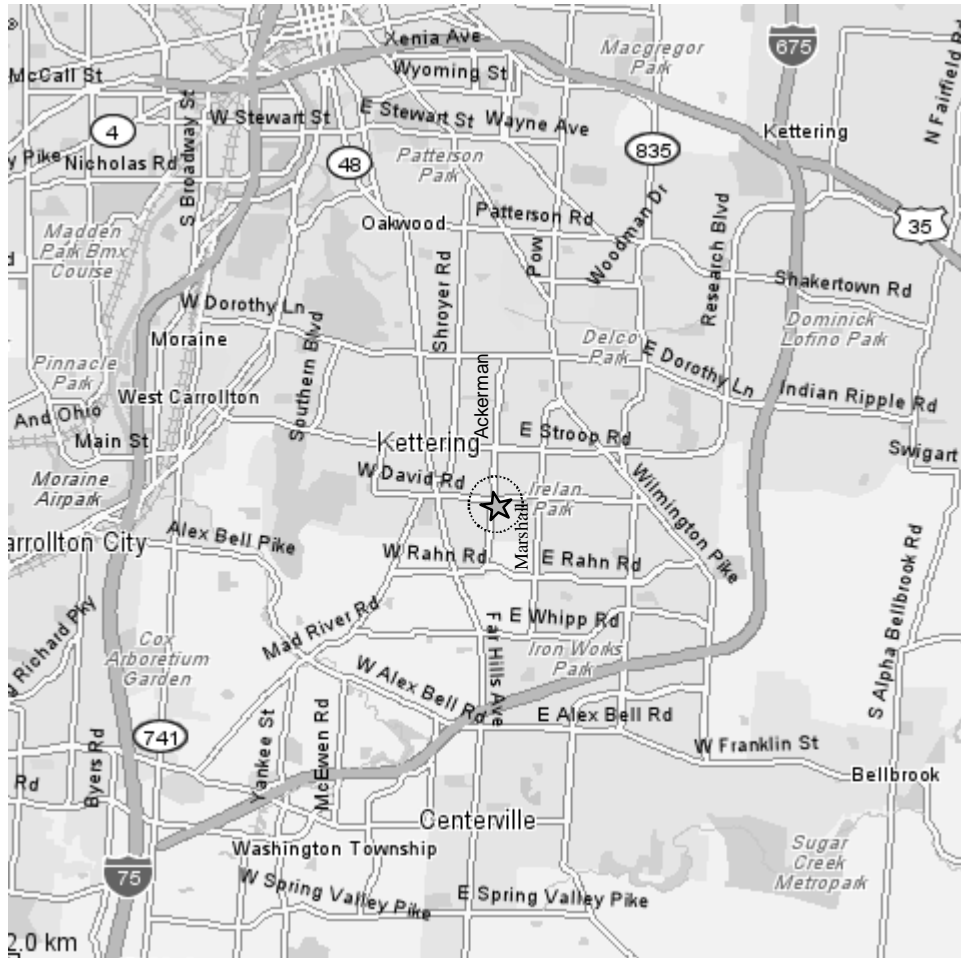 Xenia Ave
Macgregor
Park
675
McCall St
Wyoming St
N Fairfield Rd
S Broadway St
W Stewart St
E Stewart St
Wayne Ave
4
Kettering
835
48
y Pike
Nicholas Rd
Patterson
Park
Woodman Dr
Research Blvd
Patterson Rd
Oakwood
35
Madden
Park Bmx
Course
d
Pow
Shakertown Rd
W Dorothy Ln
Shroyer Rd
Dominick
Lofino Park
Moraine
Southern Blvd
Delco
Park
E Dorothy Ln
Pinnacle
Park
Ackerman
Indian Ripple Rd
West Carrollton
And Ohio
Main St
Kettering
E Stroop Rd
Swigart
Moraine
Airpark
W David Rd
Irelan
Park
Wilmington Pike
Marshall
arrollton City
Alex Bell Pike
W Rahn Rd
E Rahn Rd
S Alpha Bellbrook Rd
y Richard Pky
Mad River Rd
Far Hills Ave
E Whipp Rd
Cox
Arboretium
Garden
Iron Works
Park
W Alex Bell Rd
E Alex Bell Rd
741
Yankee St
McEwen Rd
W Franklin St
Byers Rd
Rd
Bellbrook
Centerville
Washington Township
Sugar
Creek
Metropark
75
W Spring Valley Pike
E Spring Valley Pike
2.0 km